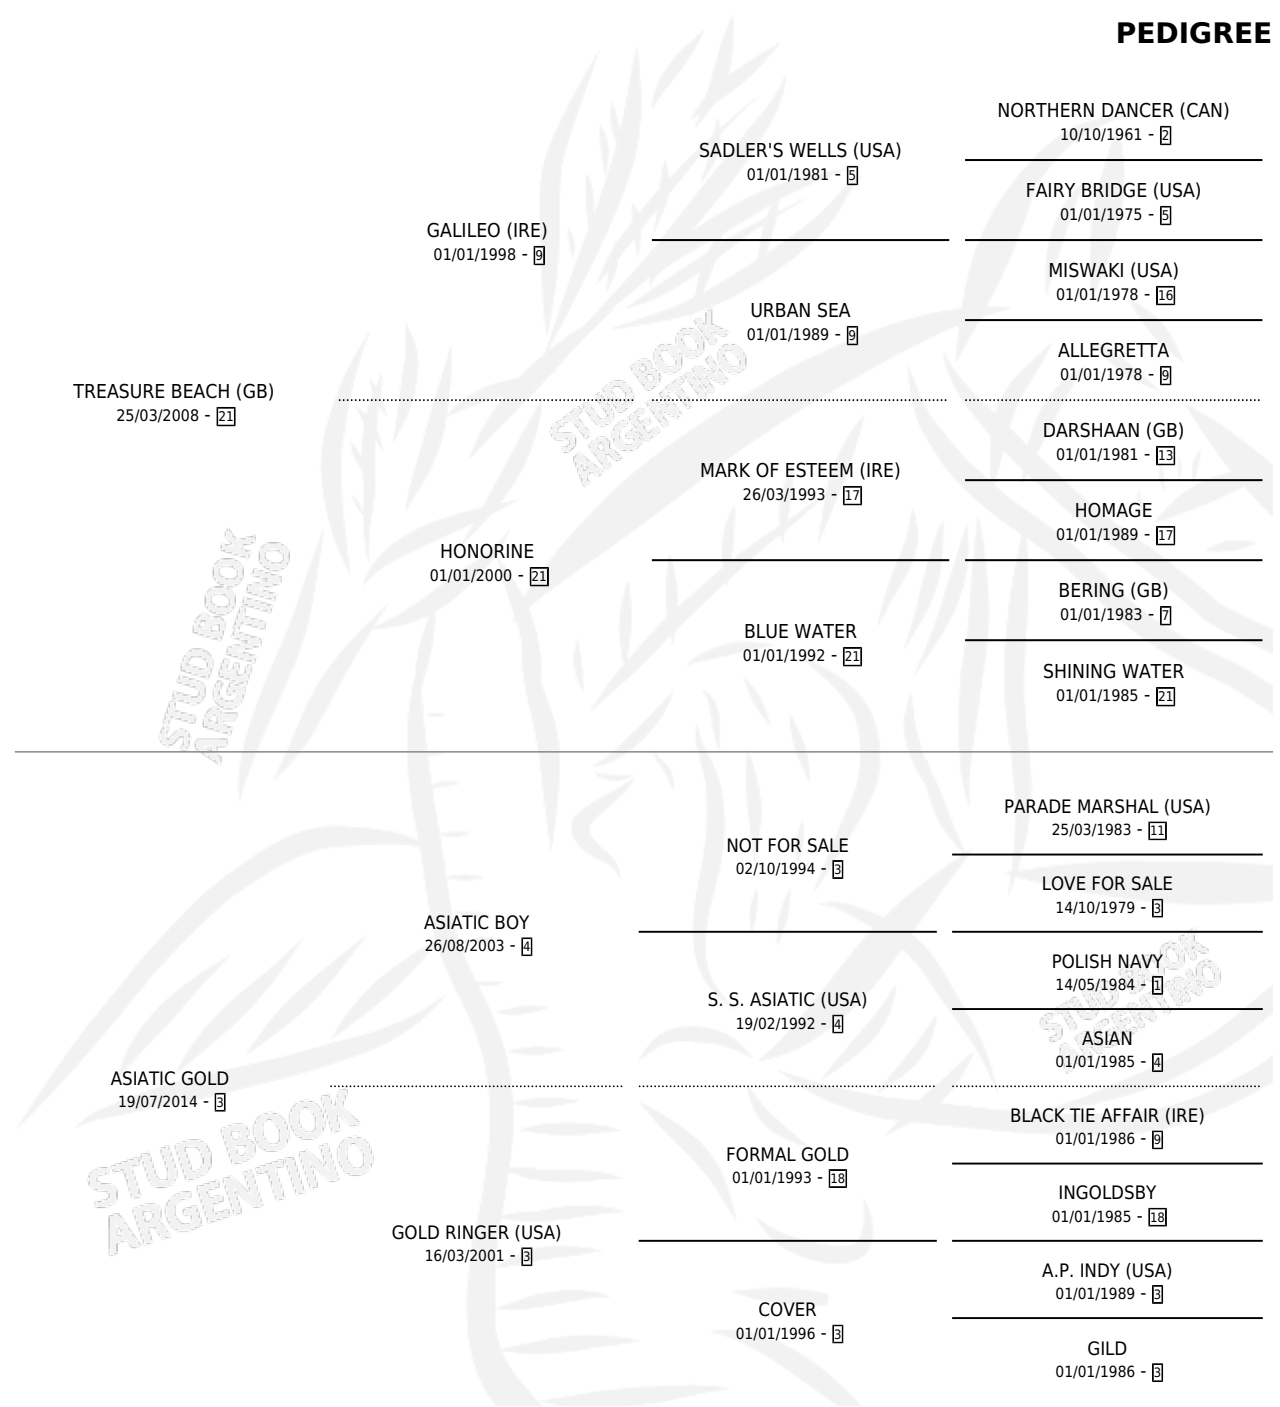 PEDIGREE
NORTHERN DANCER (CAN)
10/10/1961 - 2
SADLER'S WELLS (USA)
01/01/1981 - 5
FAIRY BRIDGE (USA)
01/01/1975 - 5
GALILEO (IRE)
01/01/1998 - 9
MISWAKI (USA)
01/01/1978 - 16
URBAN SEA
01/01/1989 - 9
ALLEGRETTA
01/01/1978 - 9
TREASURE BEACH (GB)
25/03/2008 - 21
DARSHAAN (GB)
01/01/1981 - 13
MARK OF ESTEEM (IRE)
26/03/1993 - 17
HOMAGE
01/01/1989 - 17
HONORINE
01/01/2000 - 21
BERING (GB)
01/01/1983 - 7
BLUE WATER
01/01/1992 - 21
SHINING WATER
01/01/1985 - 21
PARADE MARSHAL (USA)
25/03/1983 - 11
NOT FOR SALE
02/10/1994 - 3
LOVE FOR SALE
14/10/1979 - 3
ASIATIC BOY
26/08/2003 - 4
POLISH NAVY
14/05/1984 - 1
S. S. ASIATIC (USA)
19/02/1992 - 4
ASIAN
01/01/1985 - 4
ASIATIC GOLD
19/07/2014 - 3
BLACK TIE AFFAIR (IRE)
01/01/1986 - 9
FORMAL GOLD
01/01/1993 - 18
INGOLDSBY
01/01/1985 - 18
GOLD RINGER (USA)
16/03/2001 - 3
A.P. INDY (USA)
01/01/1989 - 3
COVER
01/01/1996 - 3
GILD
01/01/1986 - 3
STUD BOOK
ARGENTINO
STUD BOOK
ARGENTINO
STUD BOOK
ARGENTINO
STUD BOOK
ARGENTINO